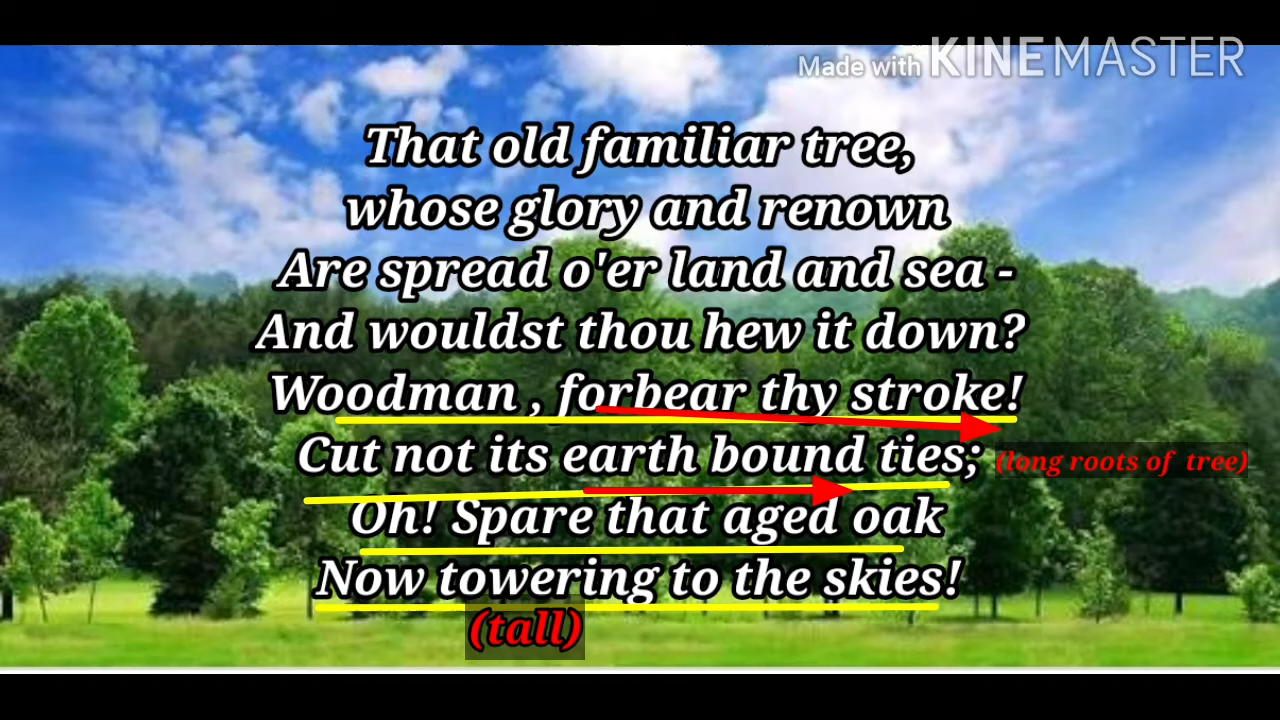 Made with KINEMASTER
That old familiar tree,
whose glory and renown
Are spread o'er land and sea -
And wouldst thou hew it down?
Woodman , forbear thy stroke!
Cut not its earth bound ties;
(long roots of tree)
Oh! Spare that aged oak
Now towering to the skies!
(tall)